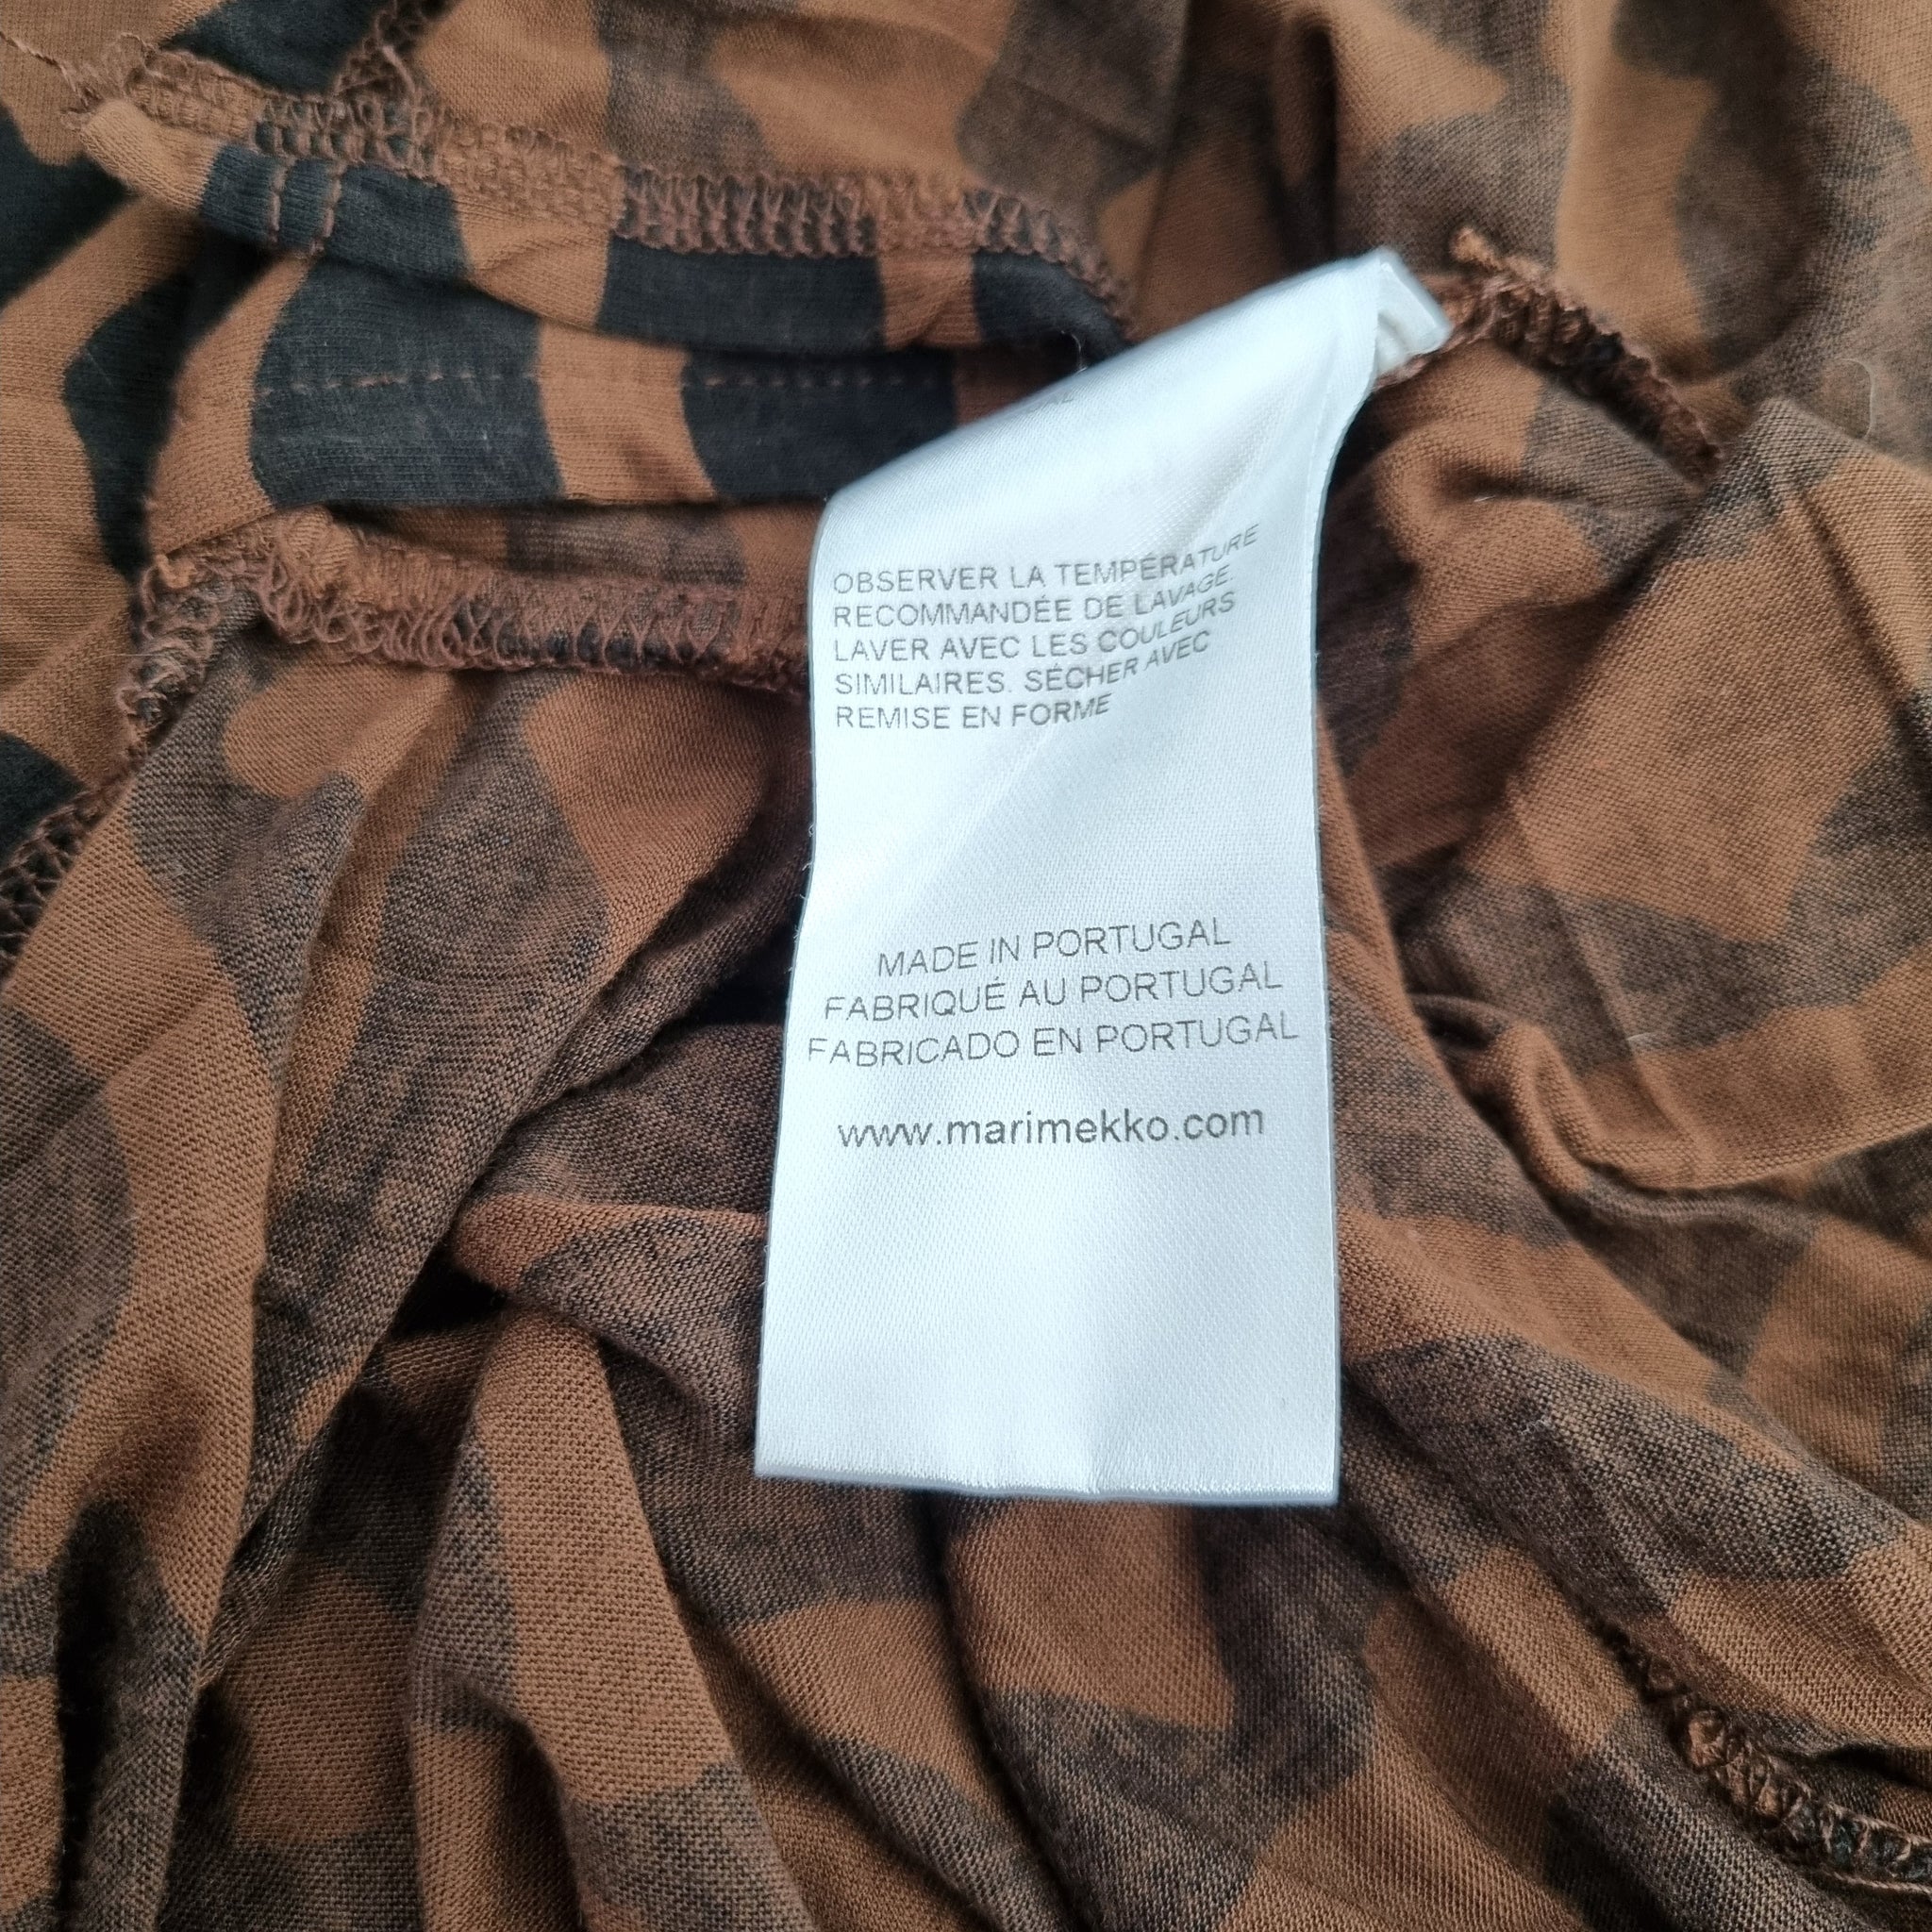 OBSERVER LA TEMPÉRATURE
RECOMMANDÉE DE LAVAGE.
LAVER AVEC LES COULEURS
SIMILAIRES. SÉCHER AVEC
REMISE EN FORME
MADE IN PORTUGAL
FABRIQUÉ AU PORTUGAL
FABRICADO EN PORTUGAL
www.marimekko.com